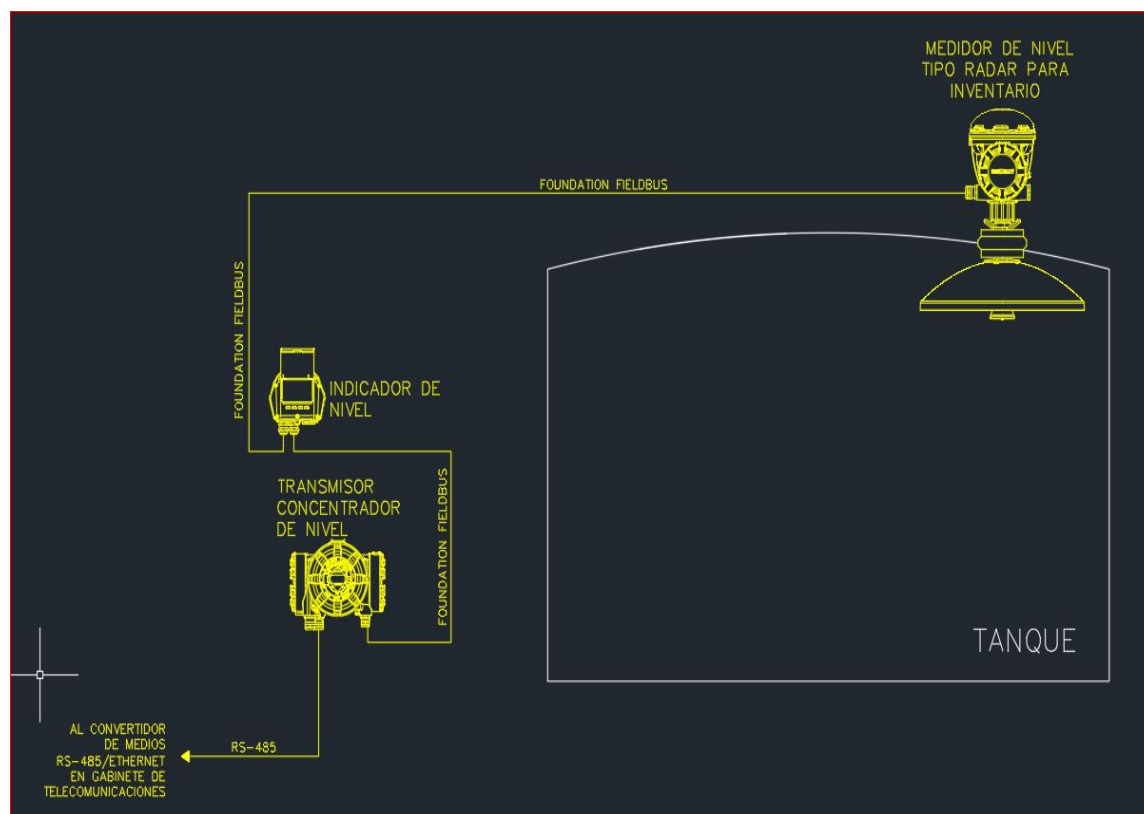 MEDIDOR DE NIVEL
TIPO RADAR PARA
INVENTARIO
FOUNDATION FIELDBUS
FOUNDATION FIELDBUS
INDICADOR DE
NIVEL
TRANSMISOR
CONCENTRADOR
DE NIVEL
FOUNDATION FIELDBUS
TANQUE
AL CONVERTIDOR
DE MEDIOS
RS-485/ETHERNET
EN GABINETE DE
TELECOMUNICACIONES
RS-485